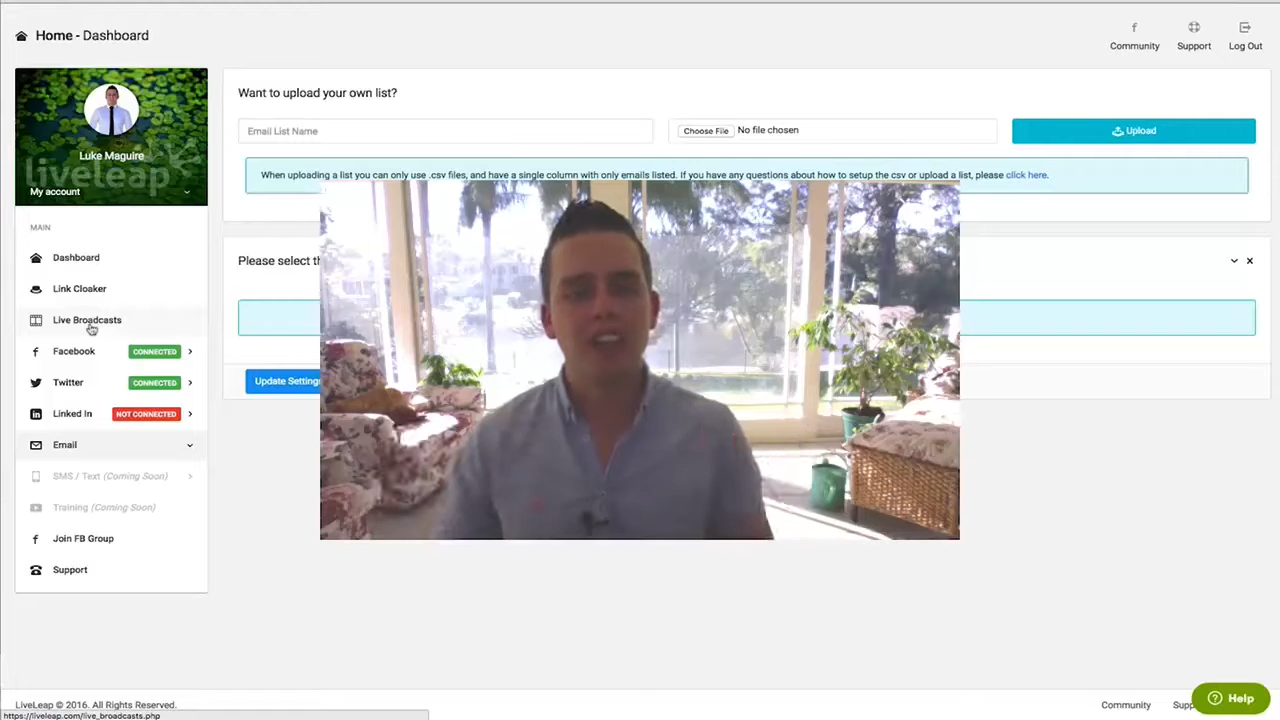 Home - Dashboard
Community
Support
Log Out
Luke Maguire
liveleap
My account
MAIN
Dashboard
Link Cloaker
Live Broadcasts
Facebook CONNECTED
Twitter CONNECTED
Linked In NOT CONNECTED
Email
SMS / Text (Coming Soon)
Training (Coming Soon)
Join FB Group
Support
Want to upload your own list?
Email List Name
Choose File No file chosen
Upload
When uploading a list you can only use .csv files, and have a single column with only emails listed. If you have any questions about how to setup the csv or upload a list, please click here.
Please select th
Update Settings
LiveLeap © 2016. All Rights Reserved.
Community
Supp
Help
https://liveleap.com/live_broadcasts.php